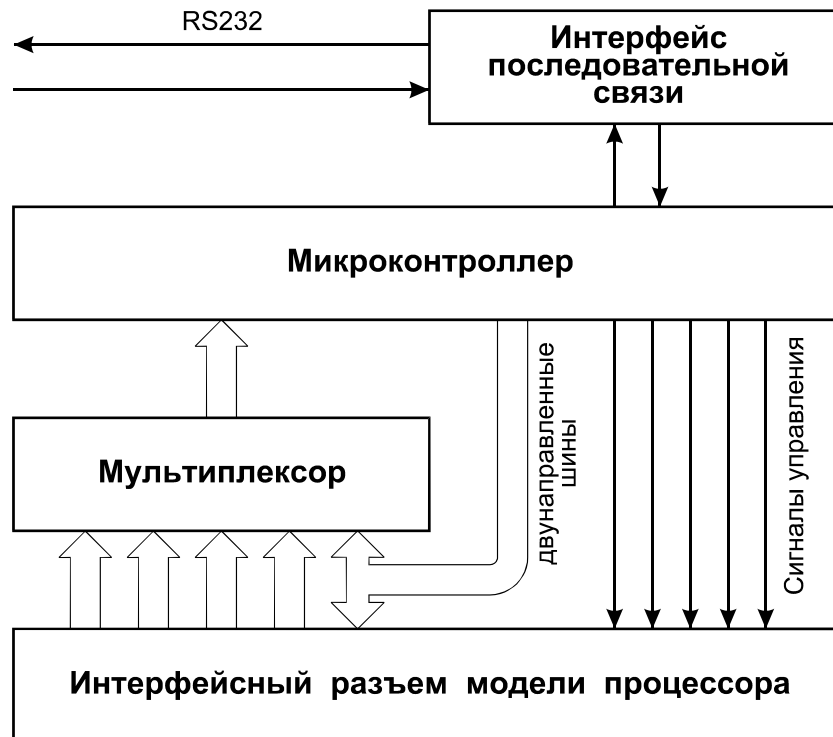 RS232
Интерфейс
последовательной
связи
Микроконтроллер
Мультиплексор
двунаправленные
шины
Сигналы управления
Интерфейсный разъем модели процессора